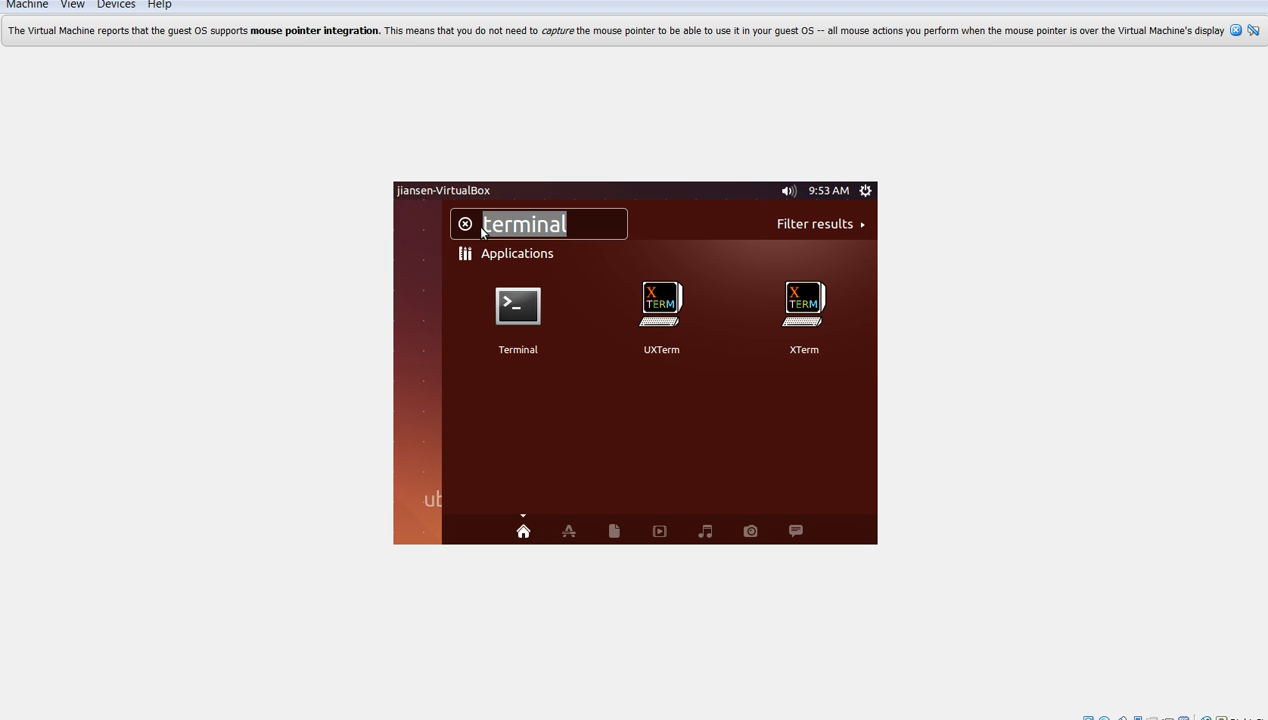 Machine View Devices Help
The Virtual Machine reports that the guest OS supports mouse pointer integration. This means that you do not need to capture the mouse pointer to be able to use it in your guest OS -- all mouse actions you perform when the mouse pointer is over the Virtual Machine's display
jiansen-VirtualBox 9:53 AM
terminal Filter results
Applications
X TERM X TERM
Terminal UXTerm XTerm
ub